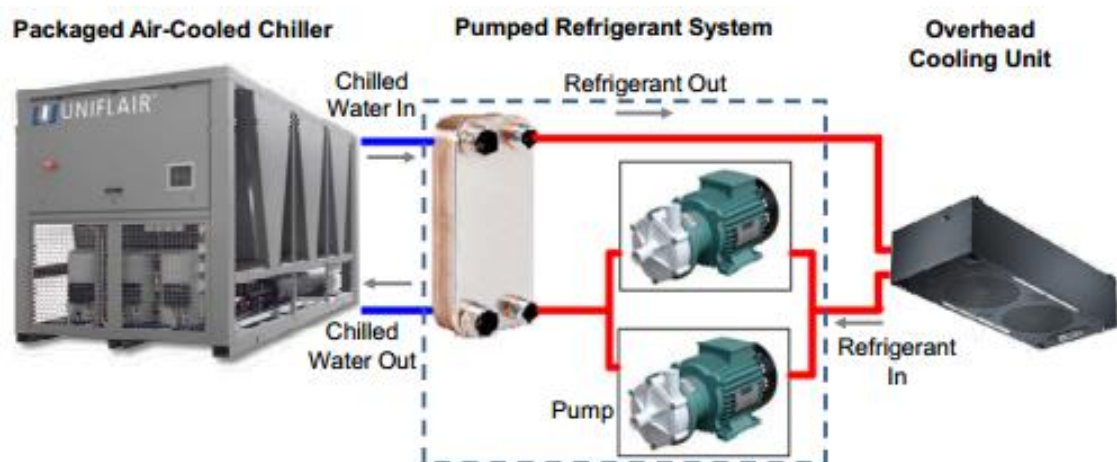 Packaged Air-Cooled Chiller
Pumped Refrigerant System
Overhead
Cooling Unit
UNIFLAIR
Chilled
Water In
Refrigerant Out
Chilled
Water Out
Pump
Refrigerant
In